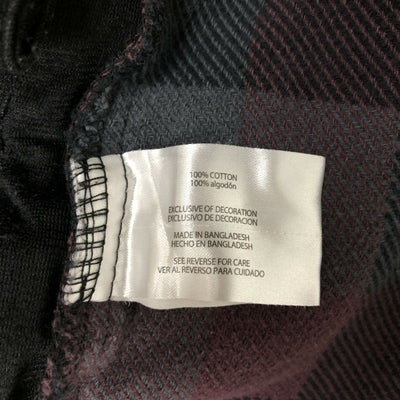 100% COTTON
100% algodón
EXCLUSIVE OF DECORATION
EXCLUSIVO DE DECORACION
MADE IN BANGLADESH
HECHO EN BANGLADESH
SEE REVERSE FOR CARE
VER AL REVERSO PARA CUIDADO